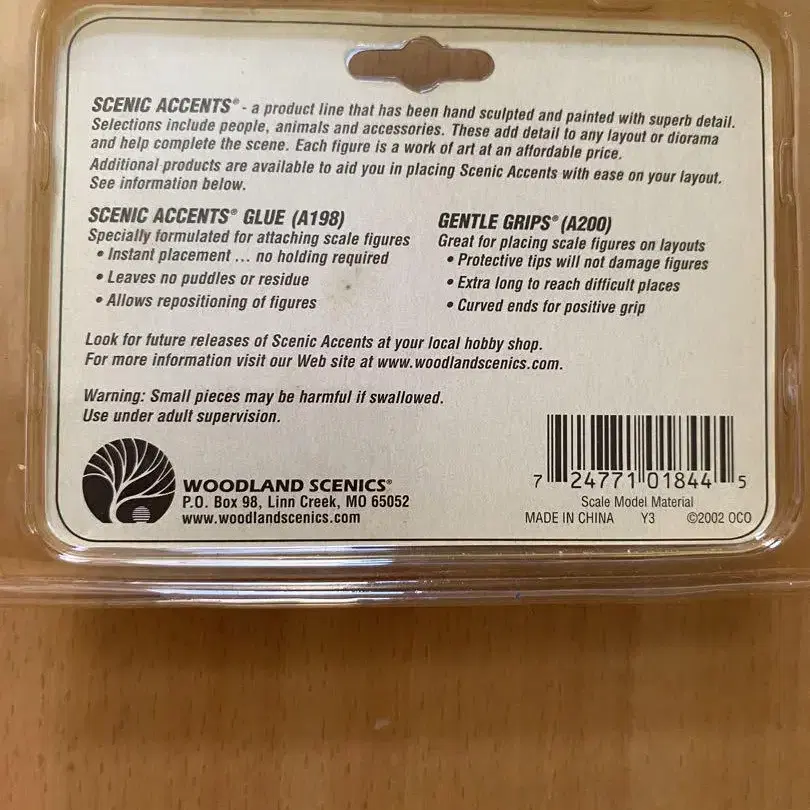 SCENIC ACCENTS® - a product line that has been hand sculpted and painted with superb detail.
Selections include people, animals and accessories. These add detail to any layout or diorama
and help complete the scene. Each figure is a work of art at an affordable price.
Additional products are available to aid you in placing Scenic Accents with ease on your layout.
See information below.
SCENIC ACCENTS® GLUE (A198)
Specially formulated for attaching scale figures
• Instant placement ... no holding required
• Leaves no puddles or residue
• Allows repositioning of figures
GENTLE GRIPS® (A200)
Great for placing scale figures on layouts
• Protective tips will not damage figures
• Extra long to reach difficult places
• Curved ends for positive grip
Look for future releases of Scenic Accents at your local hobby shop.
For more information visit our Web site at www.woodlandscenics.com.
Warning: Small pieces may be harmful if swallowed.
Use under adult supervision.
WOODLAND SCENICS®
P.O. Box 98, Linn Creek, MO 65052
www.woodlandscenics.com
7 24771 01844 5
Scale Model Material
MADE IN CHINA Y3 ©2002 OCO